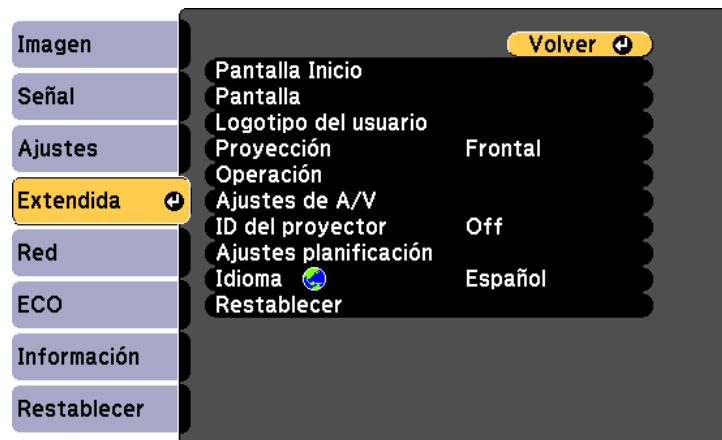 Imagen
Señal
Ajustes
Extendida
Red
ECO
Información
Restablecer
Volver
Pantalla Inicio
Pantalla
Logotipo del usuario
Proyección Frontal
Operación
Ajustes de A/V
ID del proyector Off
Ajustes planificación
Idioma Español
Restablecer